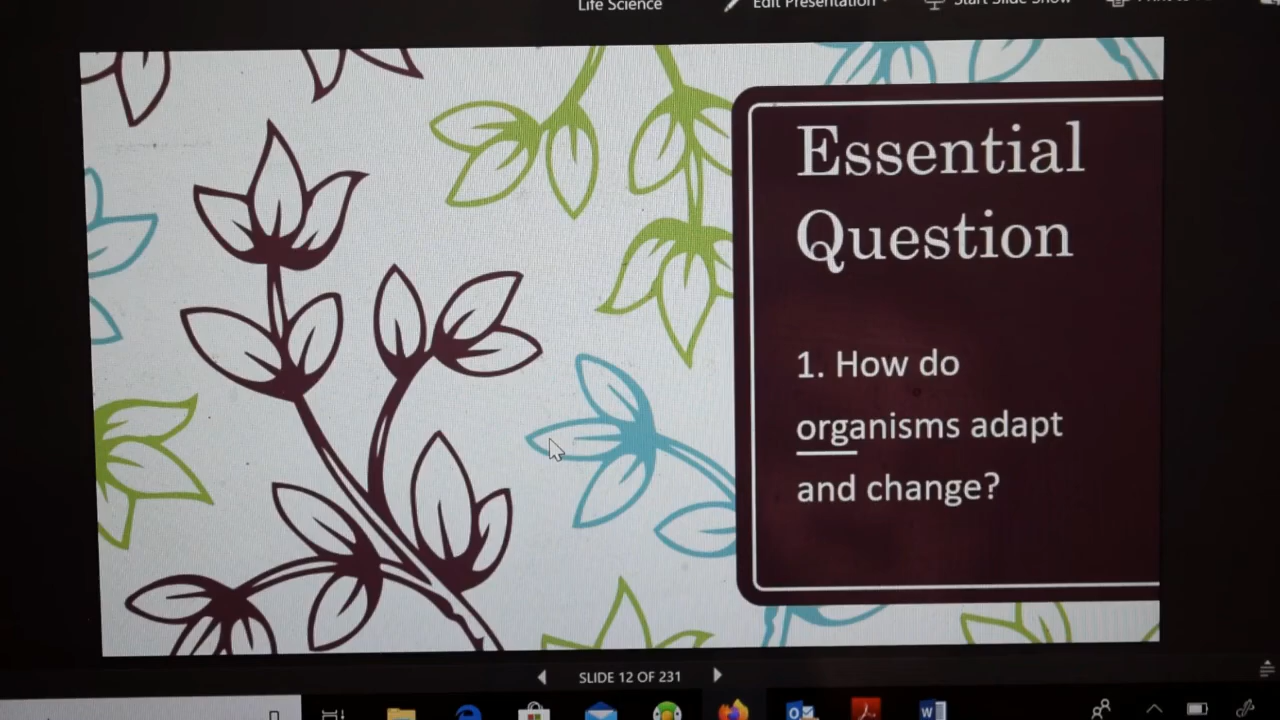 Life Science
Edit Presentation
Start Slide Show
Essential
Question
1. How do
organisms adapt
and change?
SLIDE 12 OF 231